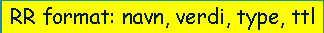 RR format: navn, verdi, type, ttl